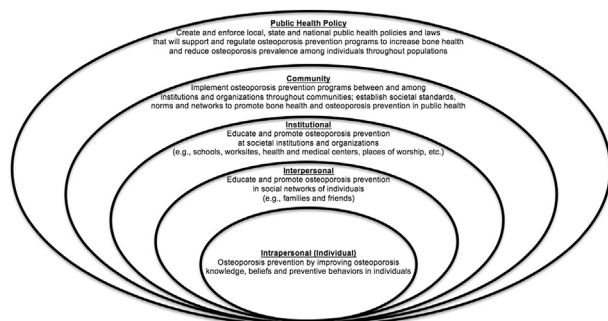 Public Health Policy
Create and enforce local, state and national public health policies and laws
that will support and regulate osteoporosis prevention programs to increase bone health
and reduce osteoporosis prevalence among individuals throughout populations
Community
Implement osteoporosis prevention programs between and among
institutions and organizations throughout communities; establish societal standards,
norms and networks to promote bone health and osteoporosis prevention in public health
Institutional
Educate and promote osteoporosis prevention
at societal institutions and organizations
(e.g., schools, worksites, health and medical centers, places of worship, etc.)
Interpersonal
Educate and promote osteoporosis prevention
in social networks of individuals
(e.g., families and friends)
Intrapersonal (Individual)
Osteoporosis prevention by improving osteoporosis
knowledge, beliefs and preventive behaviors in individuals